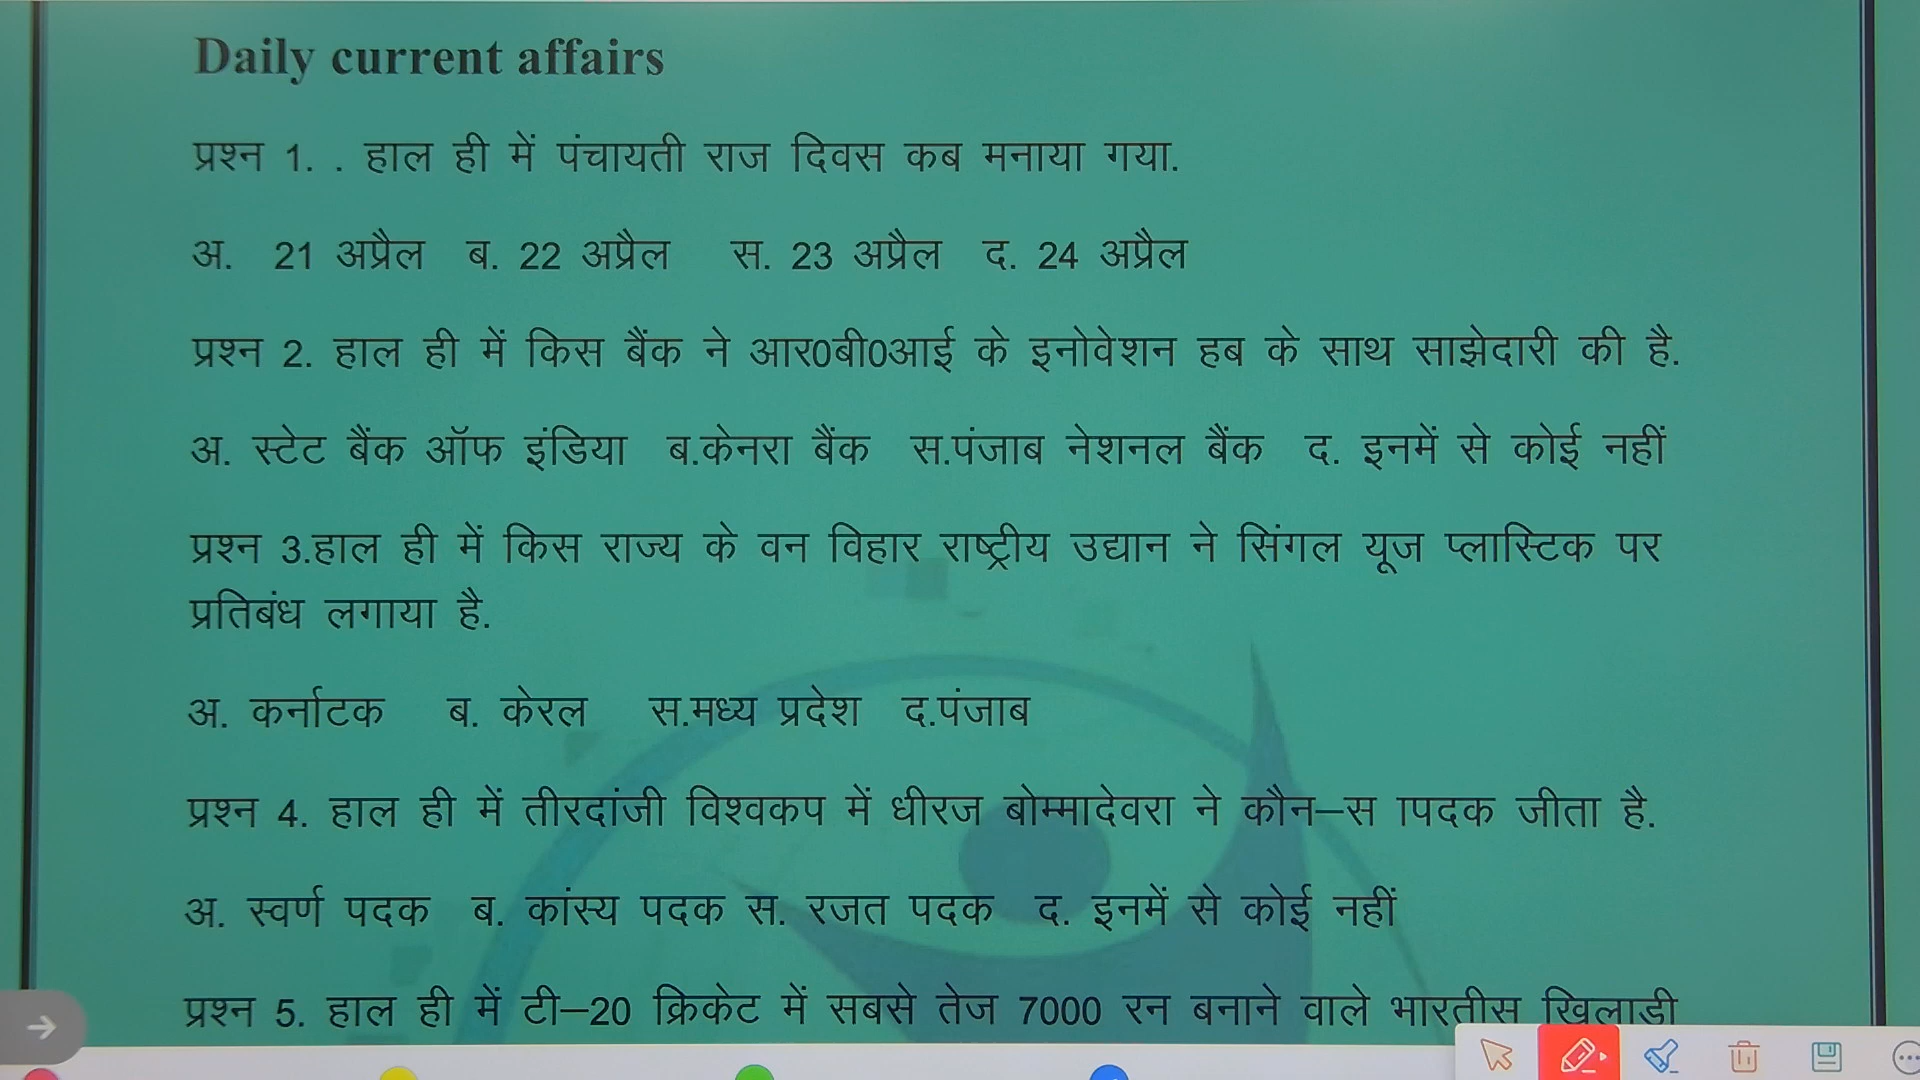 Daily current affairs
प्रश्न 1. . हाल ही में पंचायती राज दिवस कब मनाया गया.
अ. 21 अप्रैल ब. 22 अप्रैल स. 23 अप्रैल द. 24 अप्रैल
प्रश्न 2. हाल ही में किस बैंक ने आर0बी0आई के इनोवेशन हब के साथ साझेदारी की है.
अ. स्टेट बैंक ऑफ इंडिया ब.केनरा बैंक स.पंजाब नेशनल बैंक द. इनमें से कोई नहीं
प्रश्न 3.हाल ही में किस राज्य के वन विहार राष्ट्रीय उद्यान ने सिंगल यूज प्लास्टिक पर
प्रतिबंध लगाया है.
अ. कर्नाटक ब. केरल स.मध्य प्रदेश द.पंजाब
प्रश्न 4. हाल ही में तीरदांजी विश्वकप में धीरज बोम्मादेवरा ने कौन–स ापदक जीता है.
अ. स्वर्ण पदक ब. कांस्य पदक स. रजत पदक द. इनमें से कोई नहीं
प्रश्न 5. हाल ही में टी–20 क्रिकेट में सबसे तेज 7000 रन बनाने वाले भारतीस खिलाडी